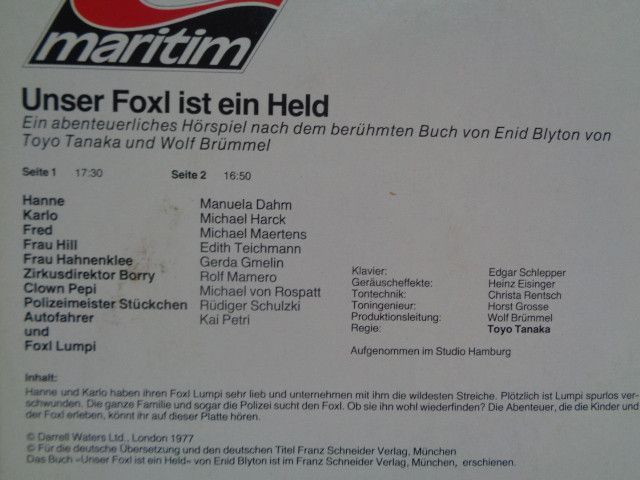 maritim
Unser Foxl ist ein Held
Ein abenteuerliches Hörspiel nach dem berühmten Buch von Enid Blyton von
Toyo Tanaka und Wolf Brümmel
Seite 1 17:30 Seite 2 16:50
Hanne Manuela Dahm
Karlo Michael Harck
Fred Michael Maertens
Frau Hill Edith Teichmann
Frau Hahnenklee Gerda Gmelin
Zirkusdirektor Borry Rolf Mamero
Clown Pepi Michael von Rospatt
Polizeimeister Stückchen Rüdiger Schulzki
Autofahrer Kai Petri
und
Foxl Lumpi
Klavier: Edgar Schlepper
Geräuscheffekte: Heinz Eisinger
Tontechnik: Christa Rentsch
Toningenieur: Horst Grosse
Produktionsleitung: Wolf Brümmel
Regie: Toyo Tanaka
Aufgenommen im Studio Hamburg
Inhalt:
Hanne und Karlo haben ihren Foxl Lumpi sehr lieb und unternehmen mit ihm die wildesten Streiche. Plötzlich ist Lumpi spurlos ver-
schwunden. Die ganze Familie und sogar die Polizei sucht den Foxl. Ob sie ihn wohl wiederfinden? Die Abenteuer, die die Kinder und
der Foxl erleben, könnt ihr auf dieser Platte hören.
© Darrell Waters Ltd., London 1977
© Für die deutsche Übersetzung und den deutschen Titel Franz Schneider Verlag, München
Das Buch »Unser Foxl ist ein Held« von Enid Blyton ist im Franz Schneider Verlag, München, erschienen.